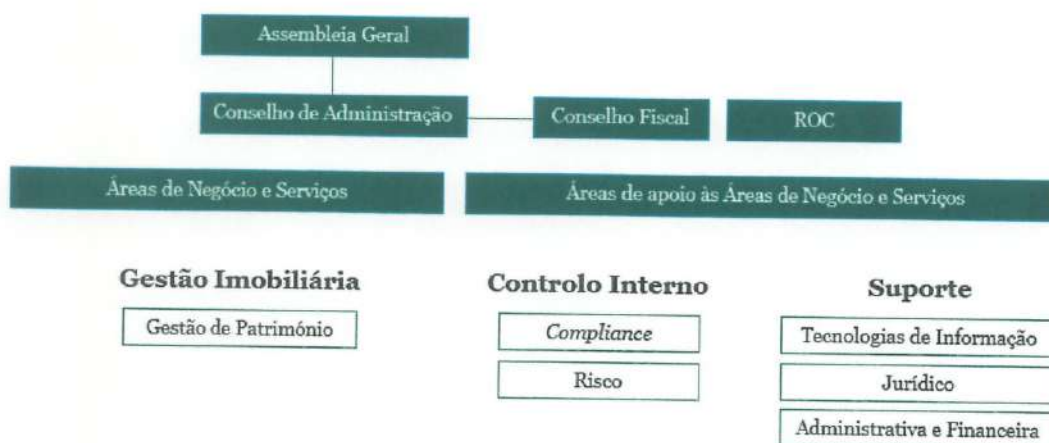 Assembleia Geral
Conselho de Administração
Conselho Fiscal
ROC
Áreas de Negócio e Serviços
Áreas de apoio às Áreas de Negócio e Serviços
Gestão Imobiliária
Gestão de Património
Controlo Interno
Compliance
Risco
Suporte
Tecnologias de Informação
Jurídico
Administrativa e Financeira